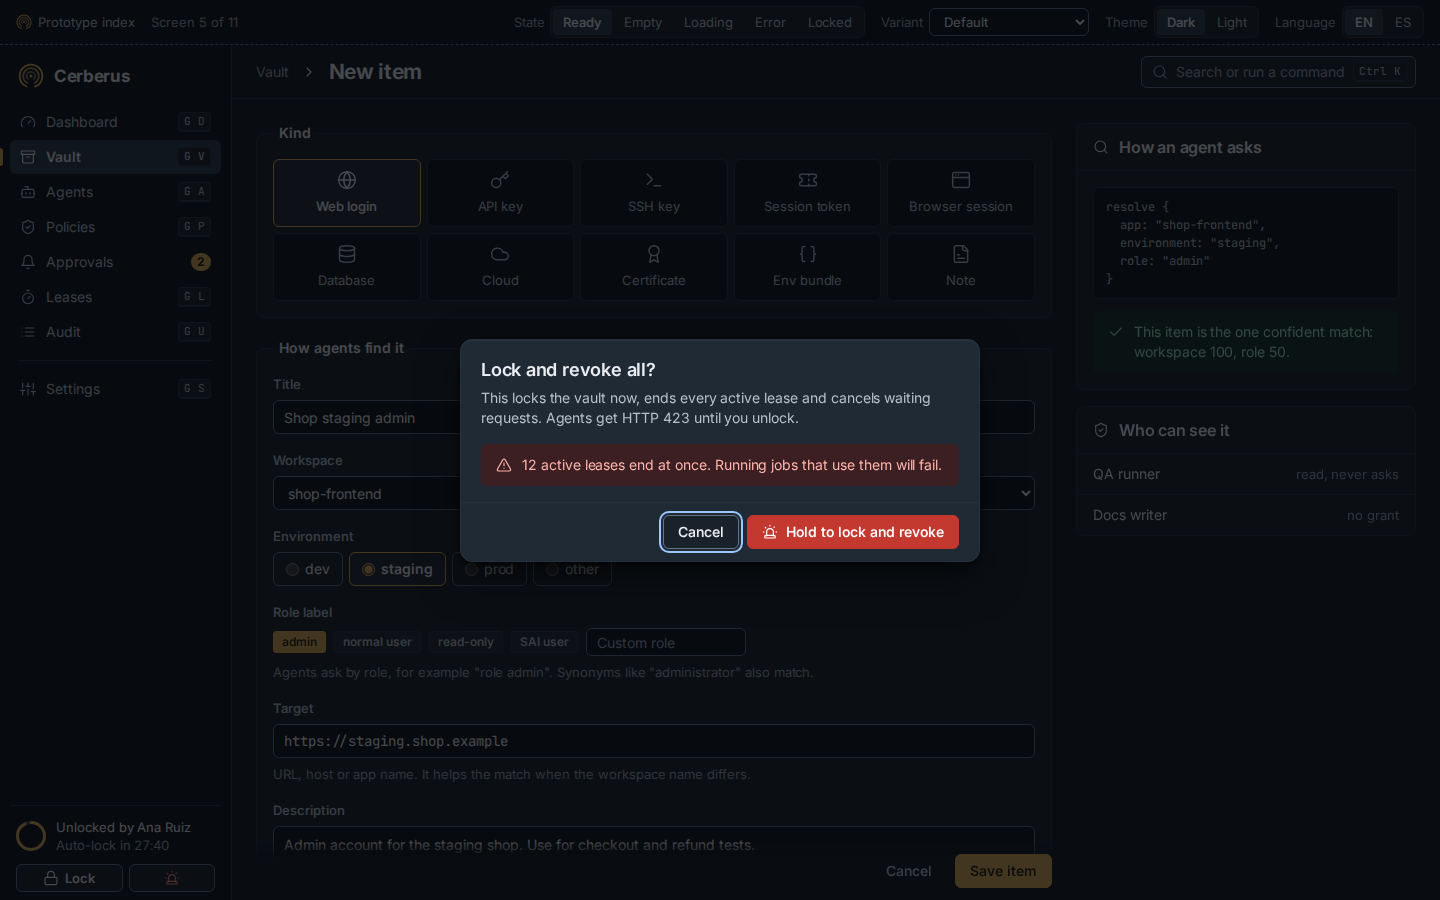 Prototype index
Screen 5 of 11
State
Ready
Empty
Loading
Error
Locked
Variant
Default
Theme
Dark
Light
Language
EN
ES
Cerberus
Dashboard
G D
Vault
G V
Agents
G A
Policies
G P
Approvals
2
Leases
G L
Audit
G U
Settings
G S
Unlocked by Ana Ruiz
Auto-lock in 27:40
Lock
Vault
New item
Search or run a command
Ctrl K
Kind
Web login
API key
SSH key
Session token
Browser session
Database
Cloud
Certificate
Env bundle
Note
How agents find it
Title
Shop staging admin
Workspace
shop-frontend
Environment
dev
staging
prod
other
Role label
admin
normal user
read-only
SAI user
Custom role
Agents ask by role, for example "role admin". Synonyms like "administrator" also match.
Target
https://staging.shop.example
URL, host or app name. It helps the match when the workspace name differs.
Description
Admin account for the staging shop. Use for checkout and refund tests.
Cancel
Save item
Lock and revoke all?
This locks the vault now, ends every active lease and cancels waiting
requests. Agents get HTTP 423 until you unlock.
12 active leases end at once. Running jobs that use them will fail.
Cancel
Hold to lock and revoke
How an agent asks
resolve {
app: "shop-frontend",
environment: "staging",
role: "admin"
}
This item is the one confident match:
workspace 100, role 50.
Who can see it
QA runner
read, never asks
Docs writer
no grant